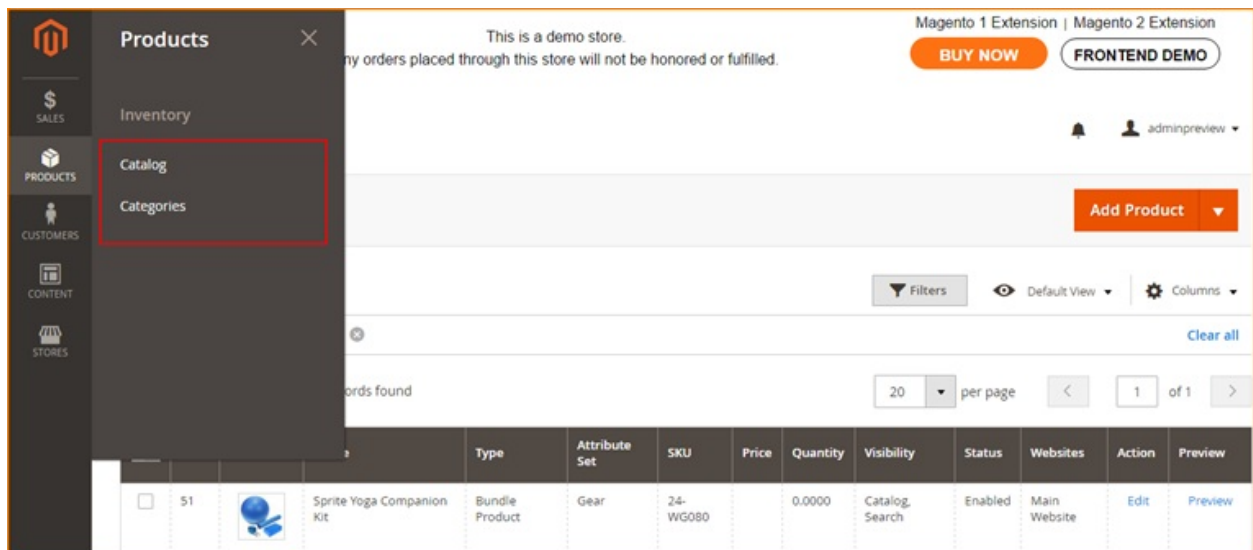 Magento 1 Extension | Magento 2 Extension
Products
This is a demo store.
ny orders placed through this store will not be honored or fulfilled.
BUY NOW
FRONTEND DEMO
SALES
Inventory
adminpreview
PRODUCTS
Catalog
Categories
Add Product
CUSTOMERS
CONTENT
Filters
Default View
Columns
STORES
Clear all
ords found
20
per page
1
of 1
Type
Attribute Set
SKU
Price
Quantity
Visibility
Status
Websites
Action
Preview
51
Sprite Yoga Companion Kit
Bundle Product
Gear
24-WG080
0.0000
Catalog, Search
Enabled
Main Website
Edit
Preview